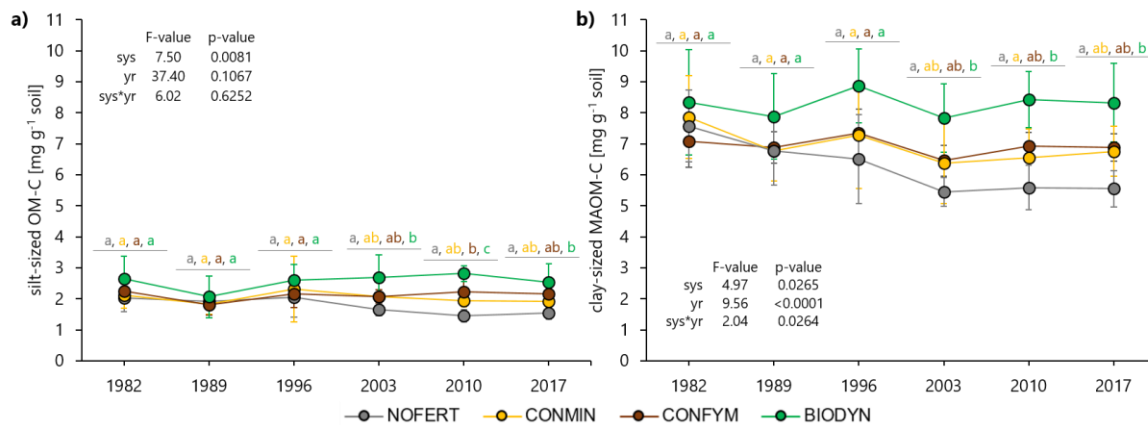 a)
F-value p-value
sys 7.50 0.0081
yr 37.40 0.1067
sys*yr 6.02 0.6252
silt-sized OM-C [mg g⁻¹ soil]
11
10
9
8
7
6
5
4
3
2
1
0
a, a, a, a
a, a, a, a
a, a, a, a
a, ab, ab, b
a, ab, b, c
a, ab, ab, b
1982 1989 1996 2003 2010 2017
b)
clay-sized MAOM-C [mg g⁻¹ soil]
11
10
9
8
7
6
5
4
3
2
1
0
a, a, a, a
a, a, a, a
a, a, a, a
a, ab, ab, b
a, a, ab, b
a, ab, ab, b
F-value p-value
sys 4.97 0.0265
yr 9.56 <0.0001
sys*yr 2.04 0.0264
1982 1989 1996 2003 2010 2017
NOFERT CONMIN CONFYM BIODYN